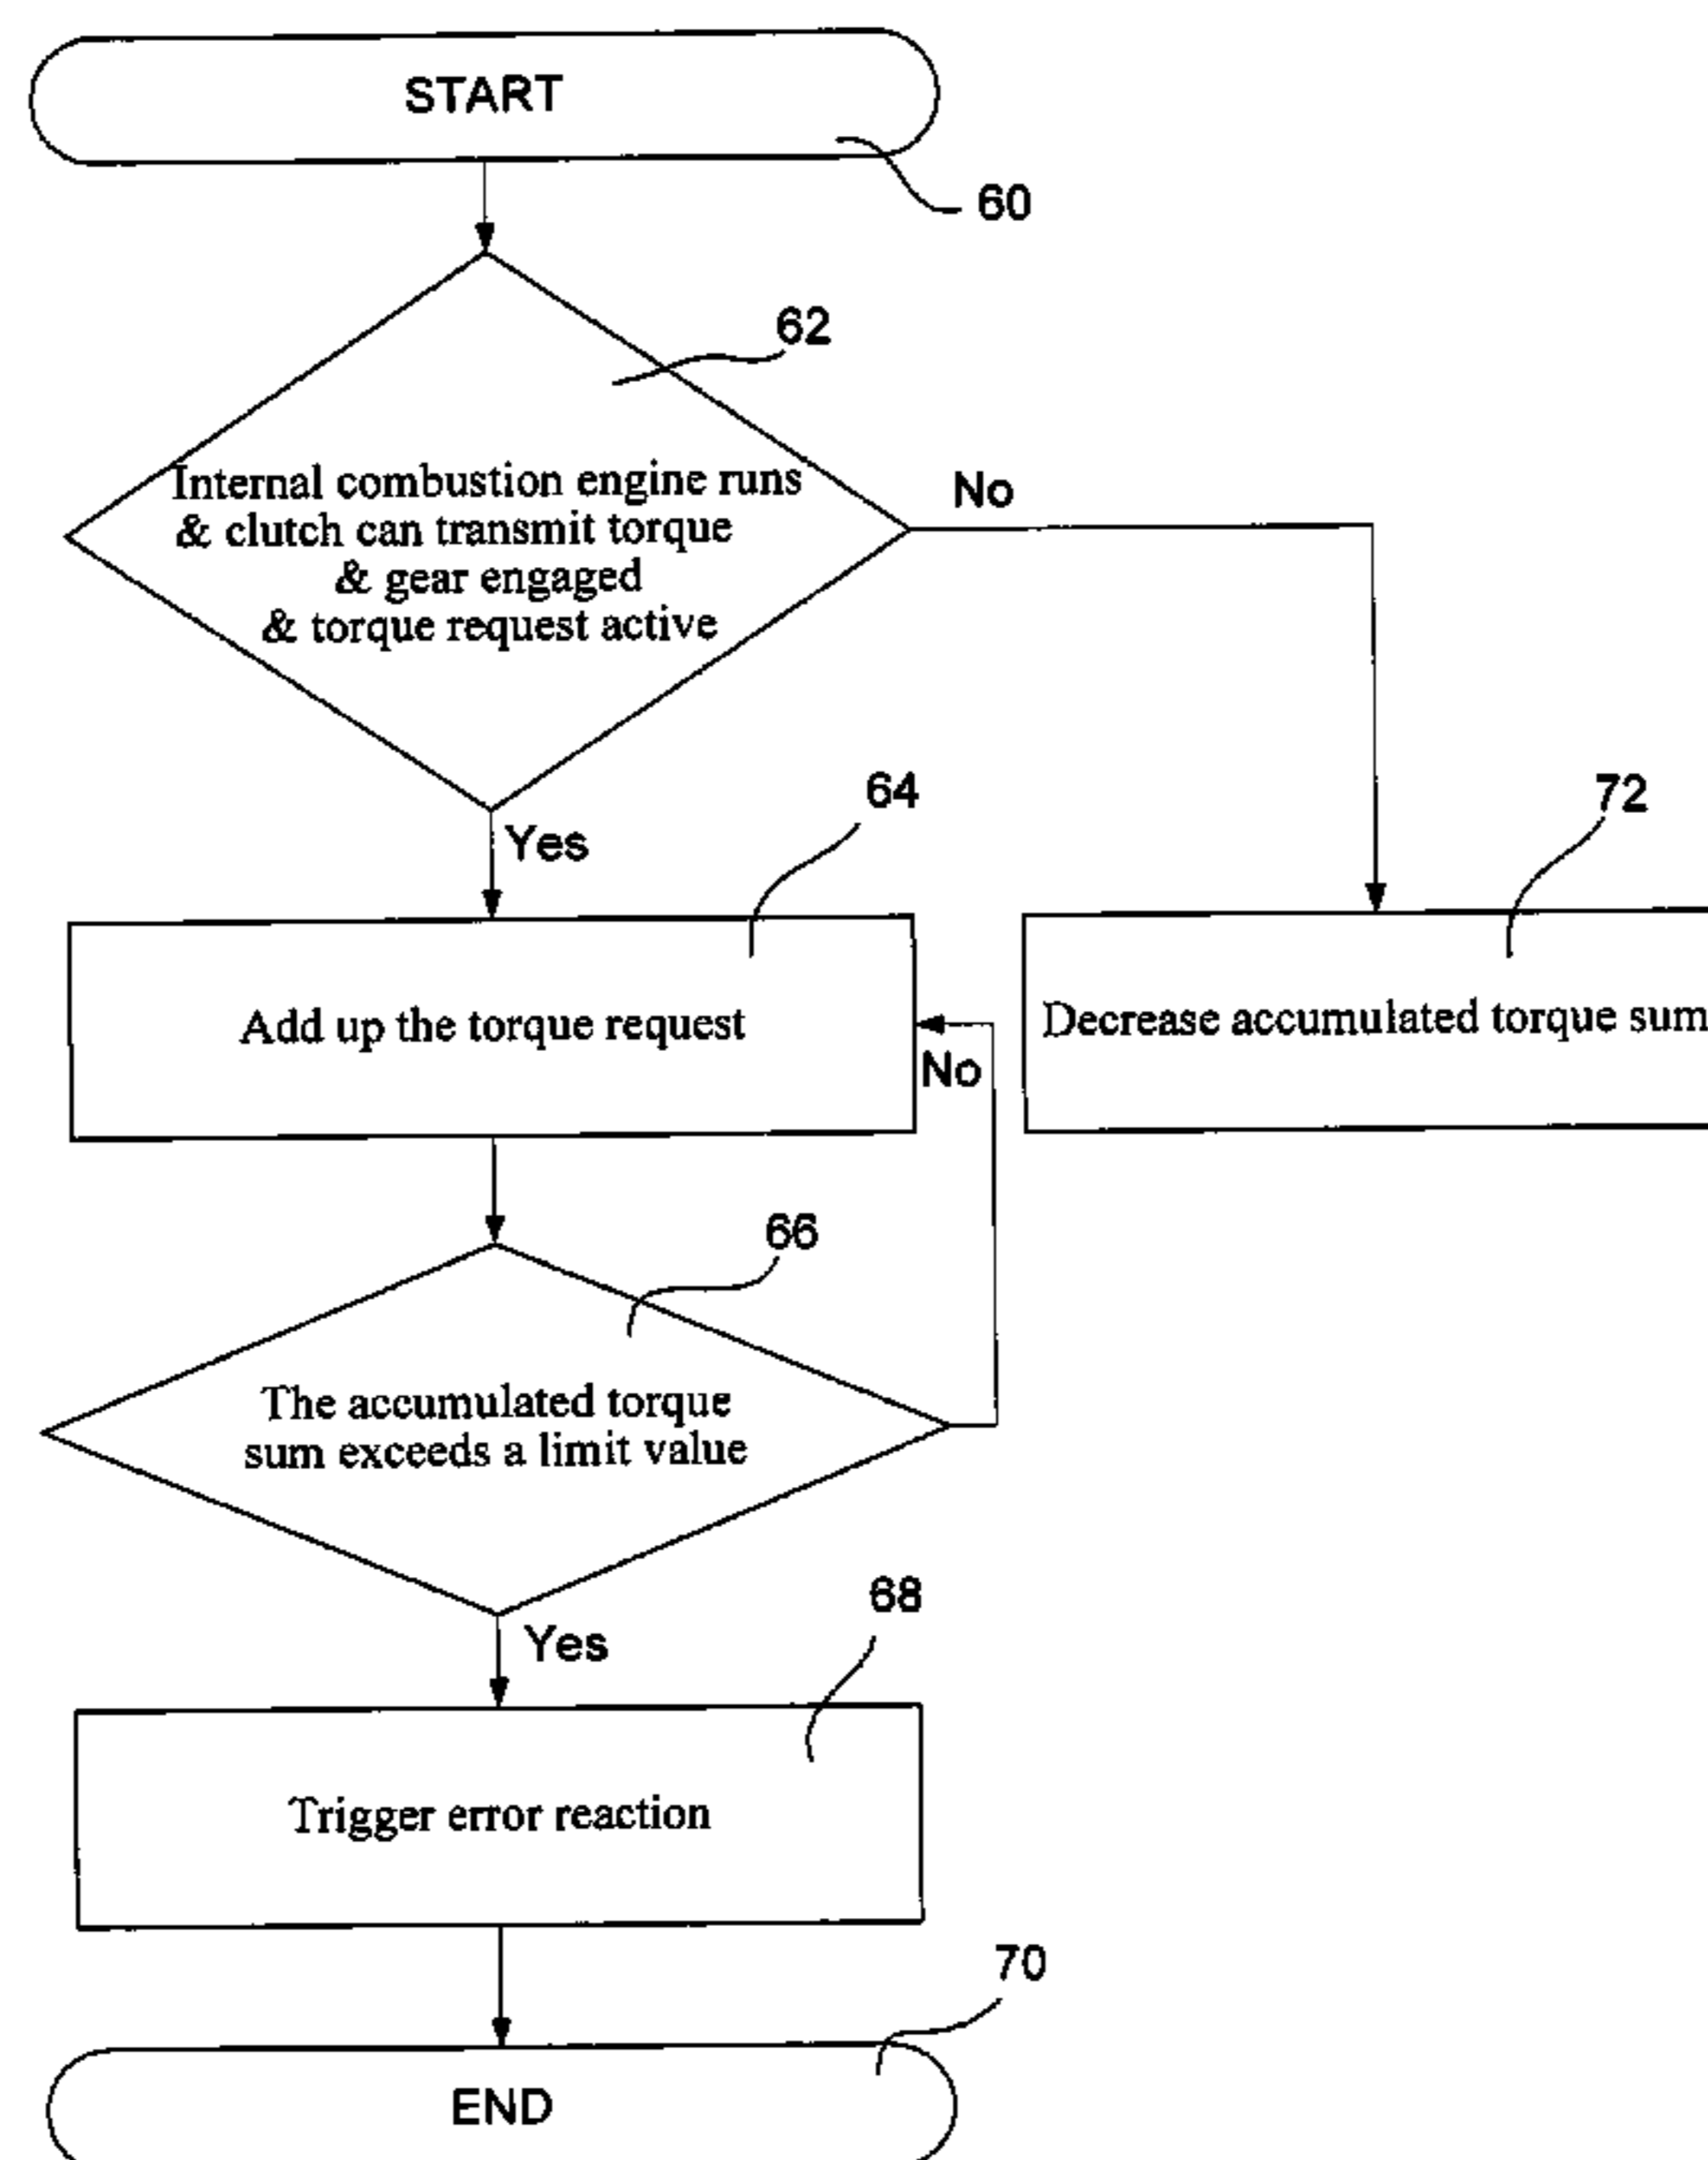 START
60
62
Internal combustion engine runs
& clutch can transmit torque
& gear engaged
& torque request active
No
Yes
64
72
Add up the torque request
No
Decrease accumulated torque sum
66
The accumulated torque
sum exceeds a limit value
Yes
68
Trigger error reaction
70
END